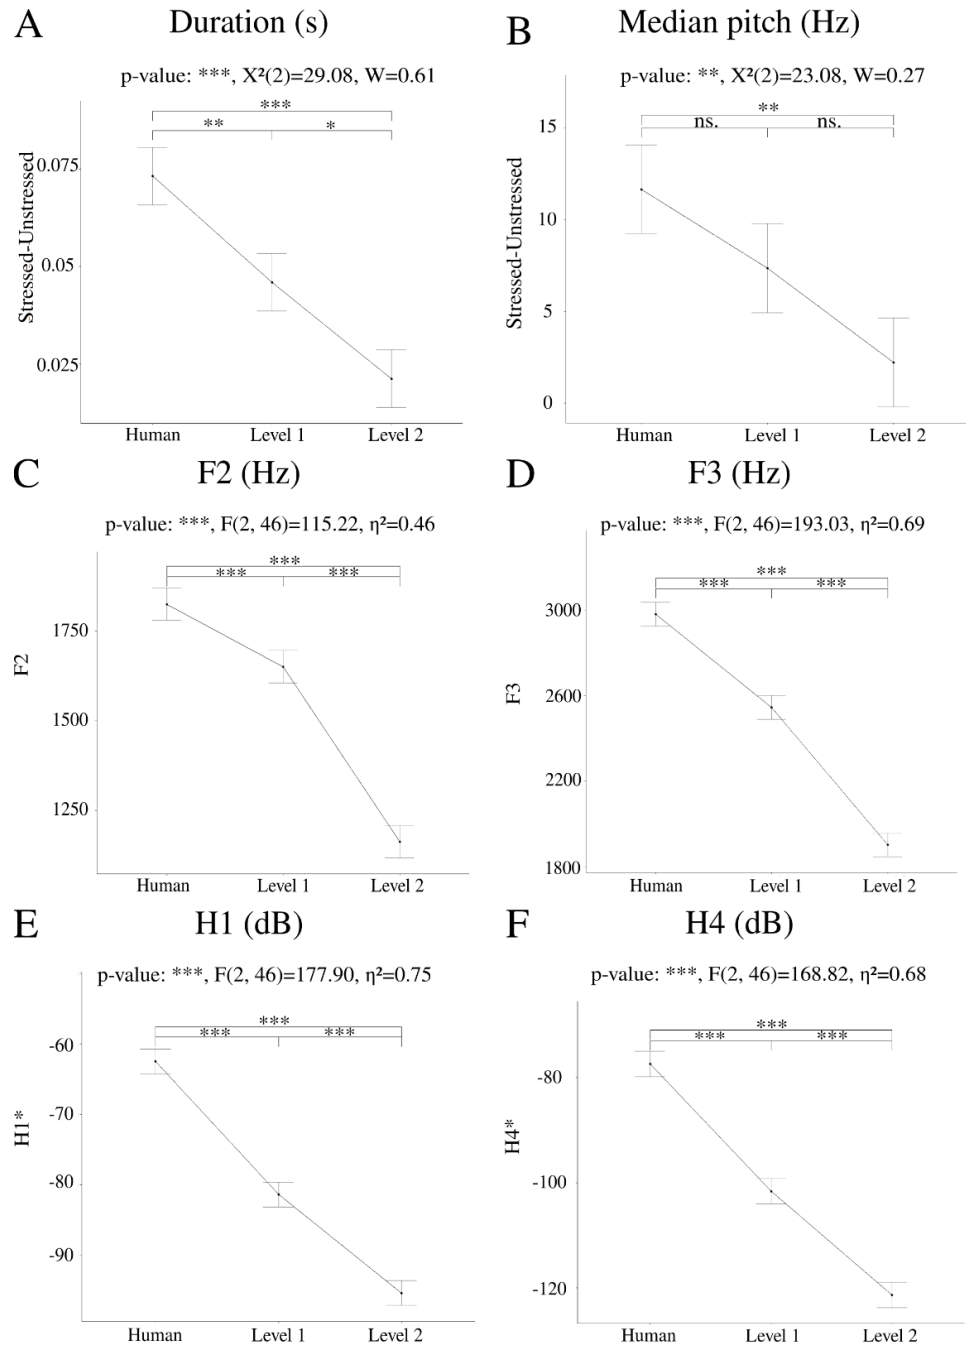 A
Duration (s)
p-value: ***, X²(2)=29.08, W=0.61
***
**
*
0.075
0.05
0.025
Stressed-Unstressed
Human
Level 1
Level 2
B
Median pitch (Hz)
p-value: **, X²(2)=23.08, W=0.27
**
ns.
ns.
15
10
5
0
Stressed-Unstressed
Human
Level 1
Level 2
C
F2 (Hz)
p-value: ***, F(2, 46)=115.22, η²=0.46
***
***
***
1750
1500
1250
F2
Human
Level 1
Level 2
D
F3 (Hz)
p-value: ***, F(2, 46)=193.03, η²=0.69
***
***
***
3000
2600
2200
1800
F3
Human
Level 1
Level 2
E
H1 (dB)
p-value: ***, F(2, 46)=177.90, η²=0.75
***
***
***
-60
-70
-80
-90
H1*
Human
Level 1
Level 2
F
H4 (dB)
p-value: ***, F(2, 46)=168.82, η²=0.68
***
***
***
-80
-100
-120
H4*
Human
Level 1
Level 2